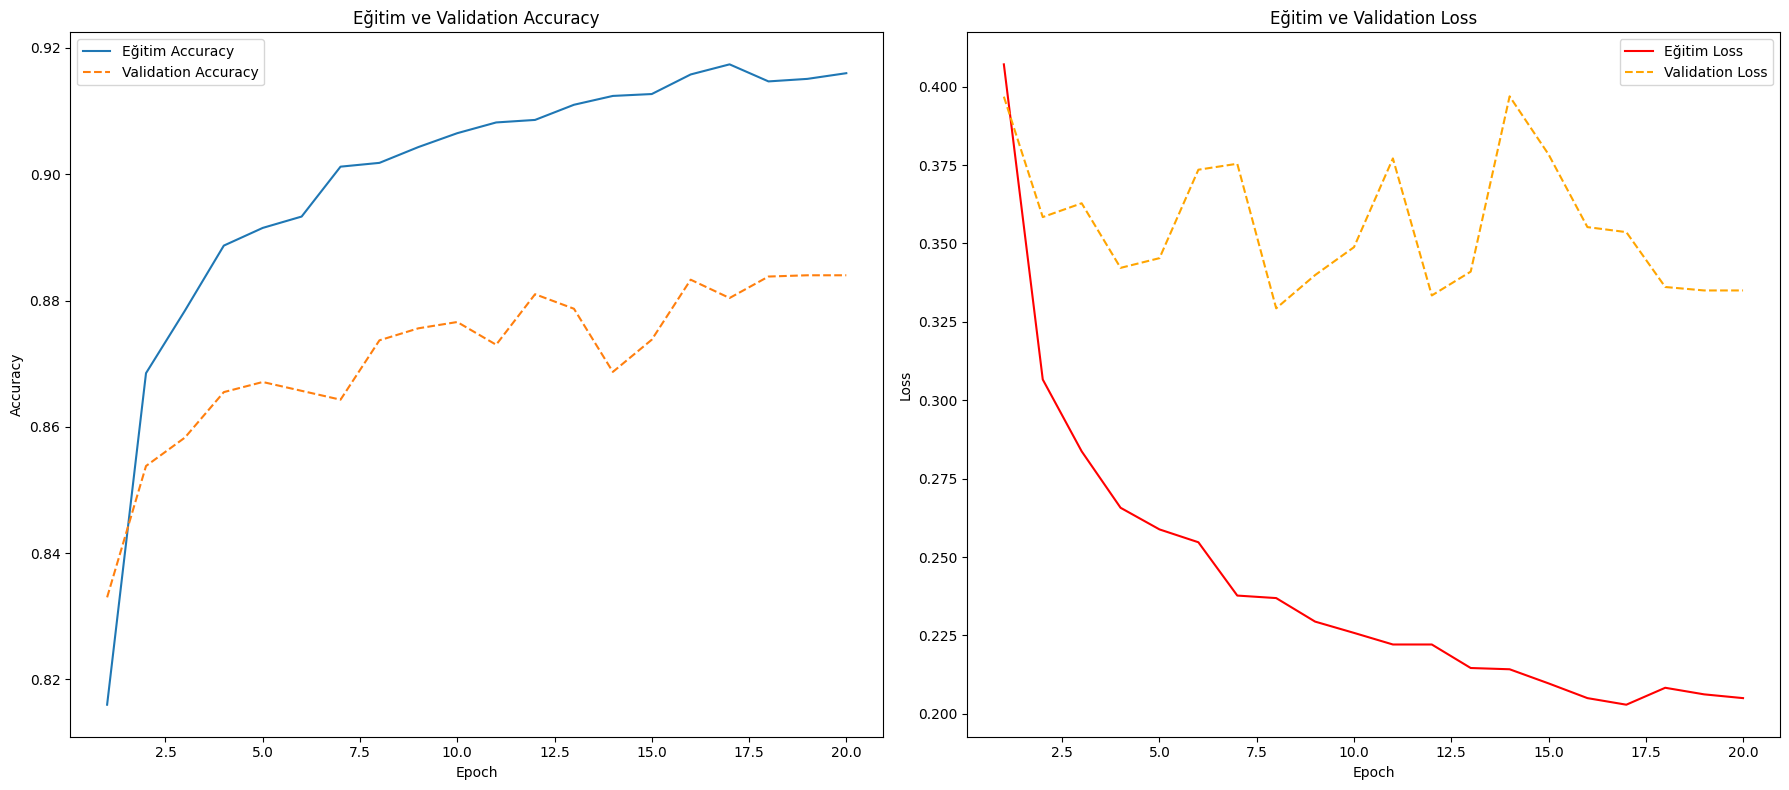 Eğitim ve Validation Accuracy
Eğitim Accuracy
Validation Accuracy
0.92
0.90
0.88
0.86
0.84
0.82
Accuracy
2.5 5.0 7.5 10.0 12.5 15.0 17.5 20.0
Epoch
Eğitim ve Validation Loss
Eğitim Loss
Validation Loss
0.400
0.375
0.350
0.325
0.300
0.275
0.250
0.225
0.200
Loss
2.5 5.0 7.5 10.0 12.5 15.0 17.5 20.0
Epoch